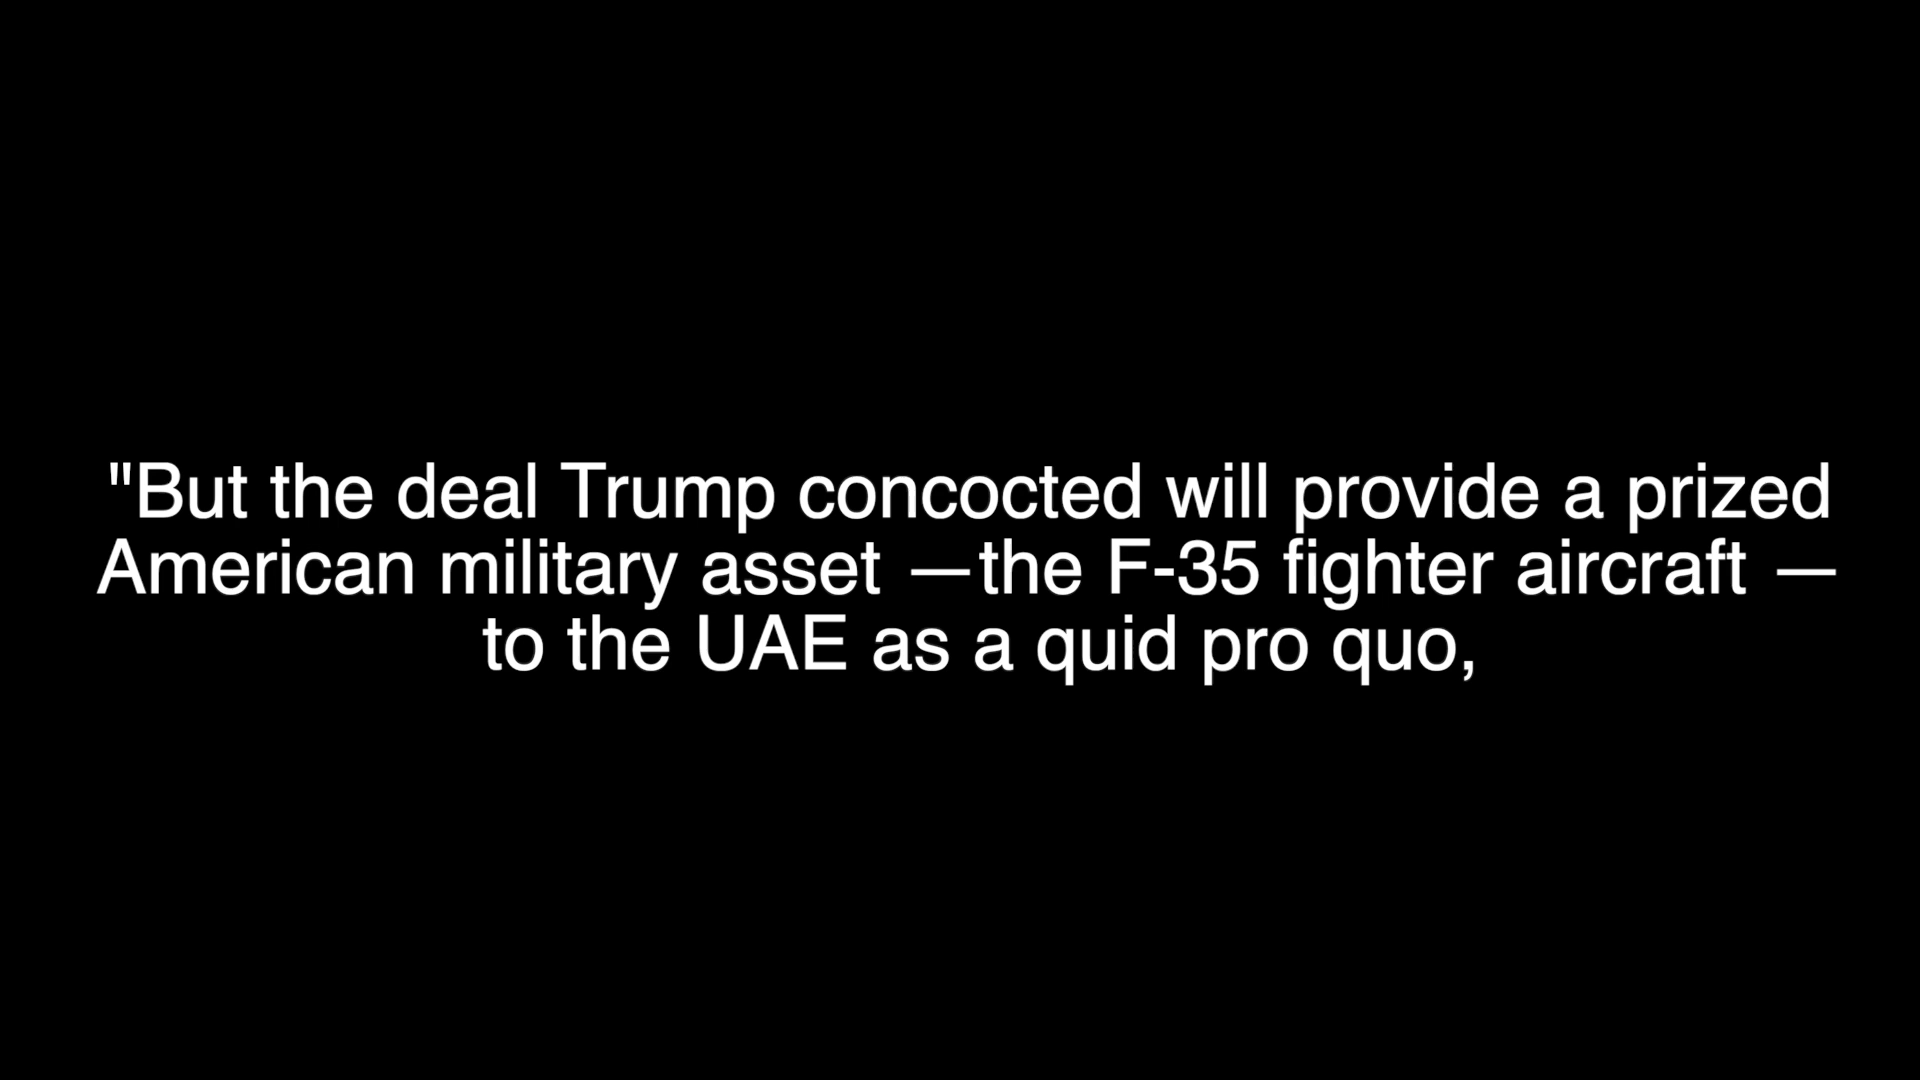 "But the deal Trump concocted will provide a prized
American military asset —the F-35 fighter aircraft —
to the UAE as a quid pro quo,